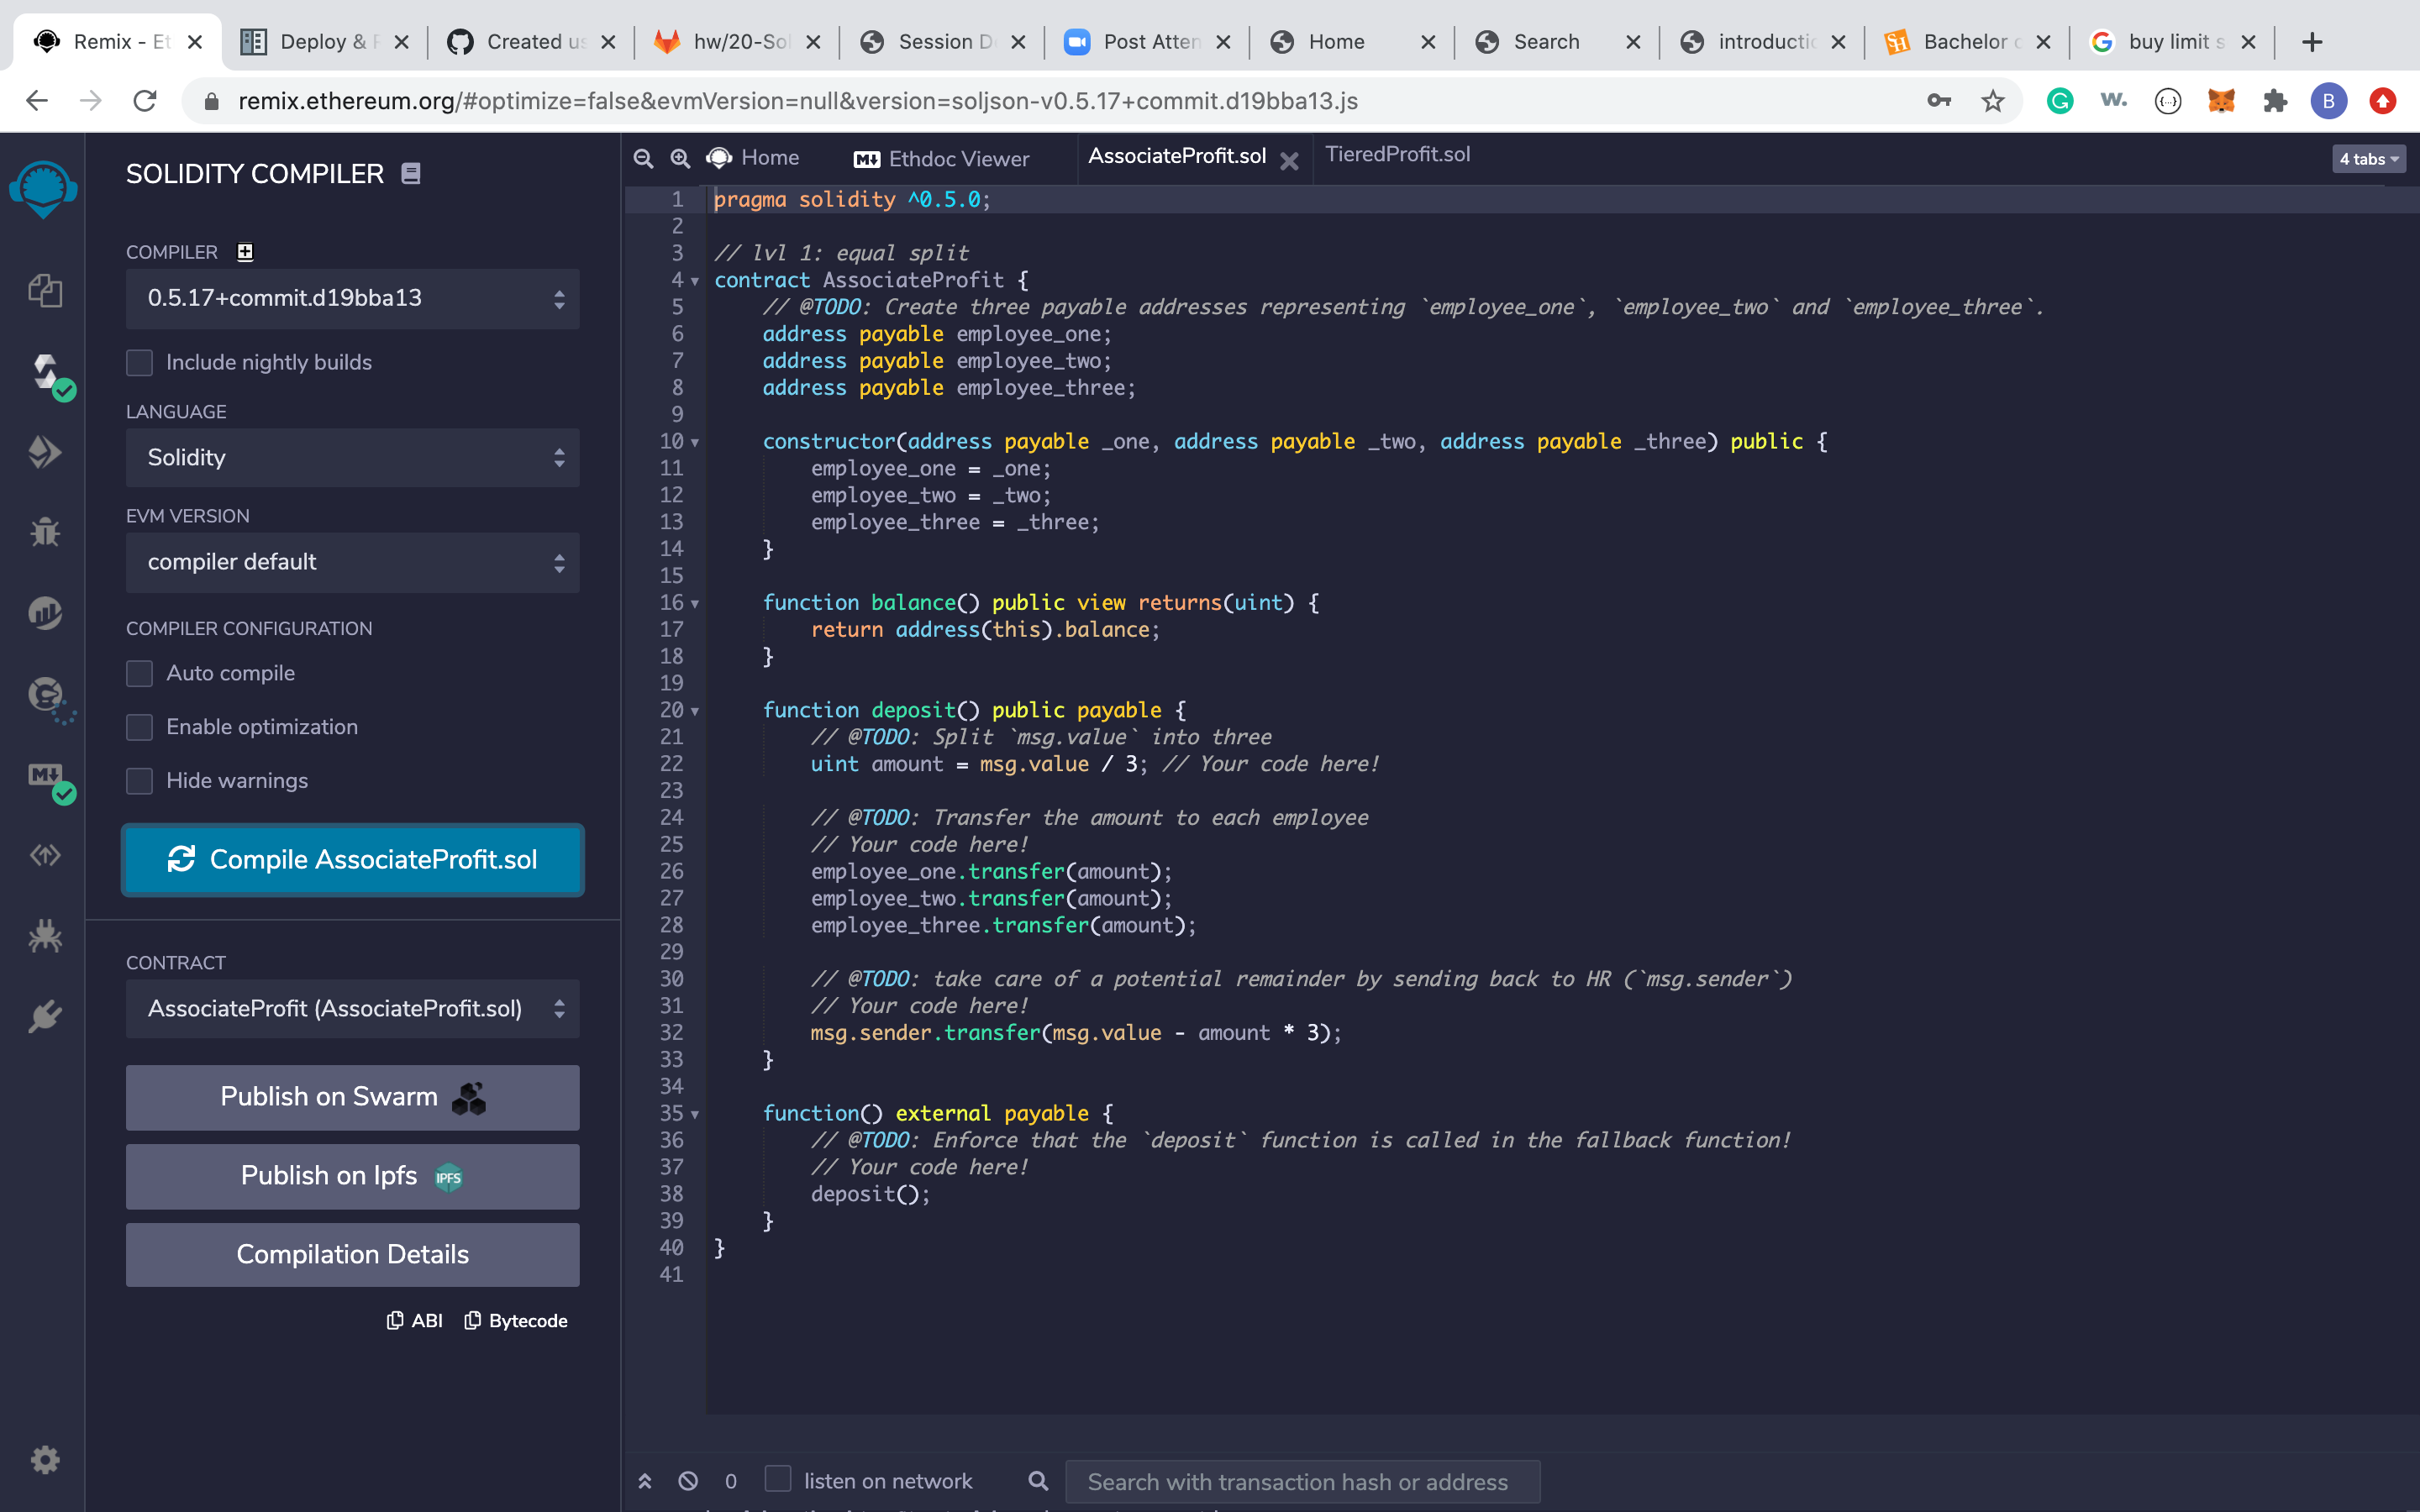 Remix - Et
Deploy & R
Created us
hw/20-Sol
Session De
Post Atten
Home
Search
introductio
Bachelor o
buy limit s
remix.ethereum.org/#optimize=false&evmVersion=null&version=soljson-v0.5.17+commit.d19bba13.js
B
SOLIDITY COMPILER
COMPILER
0.5.17+commit.d19bba13
Include nightly builds
LANGUAGE
Solidity
EVM VERSION
compiler default
COMPILER CONFIGURATION
Auto compile
Enable optimization
Hide warnings
Compile AssociateProfit.sol
CONTRACT
AssociateProfit (AssociateProfit.sol)
Publish on Swarm
Publish on Ipfs IPFS
Compilation Details
ABI Bytecode
Home
Ethdoc Viewer
AssociateProfit.sol
TieredProfit.sol
4 tabs
1 pragma solidity ^0.5.0;
2
3 // lvl 1: equal split
4 contract AssociateProfit {
5 // @TODO: Create three payable addresses representing `employee_one`, `employee_two` and `employee_three`.
6 address payable employee_one;
7 address payable employee_two;
8 address payable employee_three;
9
10 constructor(address payable _one, address payable _two, address payable _three) public {
11 employee_one = _one;
12 employee_two = _two;
13 employee_three = _three;
14 }
15
16 function balance() public view returns(uint) {
17 return address(this).balance;
18 }
19
20 function deposit() public payable {
21 // @TODO: Split `msg.value` into three
22 uint amount = msg.value / 3; // Your code here!
23
24 // @TODO: Transfer the amount to each employee
25 // Your code here!
26 employee_one.transfer(amount);
27 employee_two.transfer(amount);
28 employee_three.transfer(amount);
29
30 // @TODO: take care of a potential remainder by sending back to HR (`msg.sender`)
31 // Your code here!
32 msg.sender.transfer(msg.value - amount * 3);
33 }
34
35 function() external payable {
36 // @TODO: Enforce that the `deposit` function is called in the fallback function!
37 // Your code here!
38 deposit();
39 }
40 }
41
0
listen on network
Search with transaction hash or address